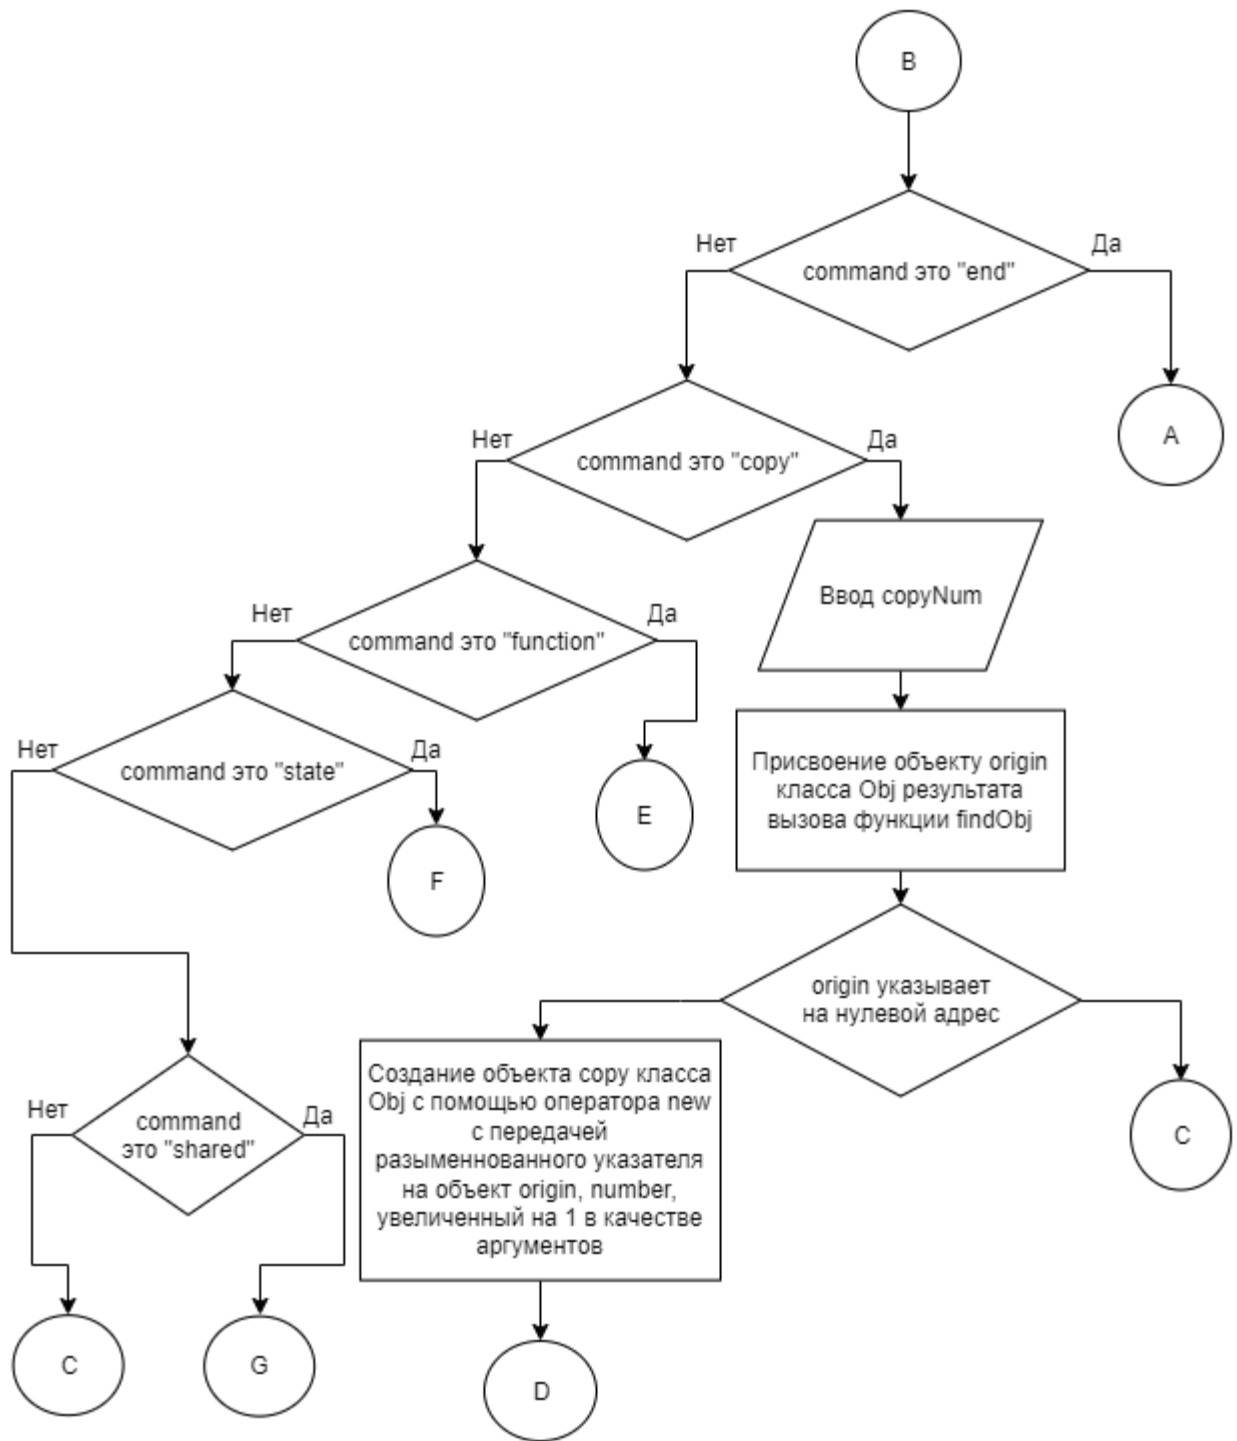 B
Нет
Да
command это "end"
A
Нет
Да
command это "copy"
Ввод copyNum
Нет
Да
command это "function"
E
Присвоение объекту origin
класса Obj результата
вызова функции findObj
Нет
Да
command это "state"
F
origin указывает
на нулевой адрес
C
Создание объекта copy класса
Obj с помощью оператора new
с передачей
разыменнованного указателя
на объект origin, number,
увеличенный на 1 в качестве
аргументов
D
Нет
Да
command
это "shared"
C
G